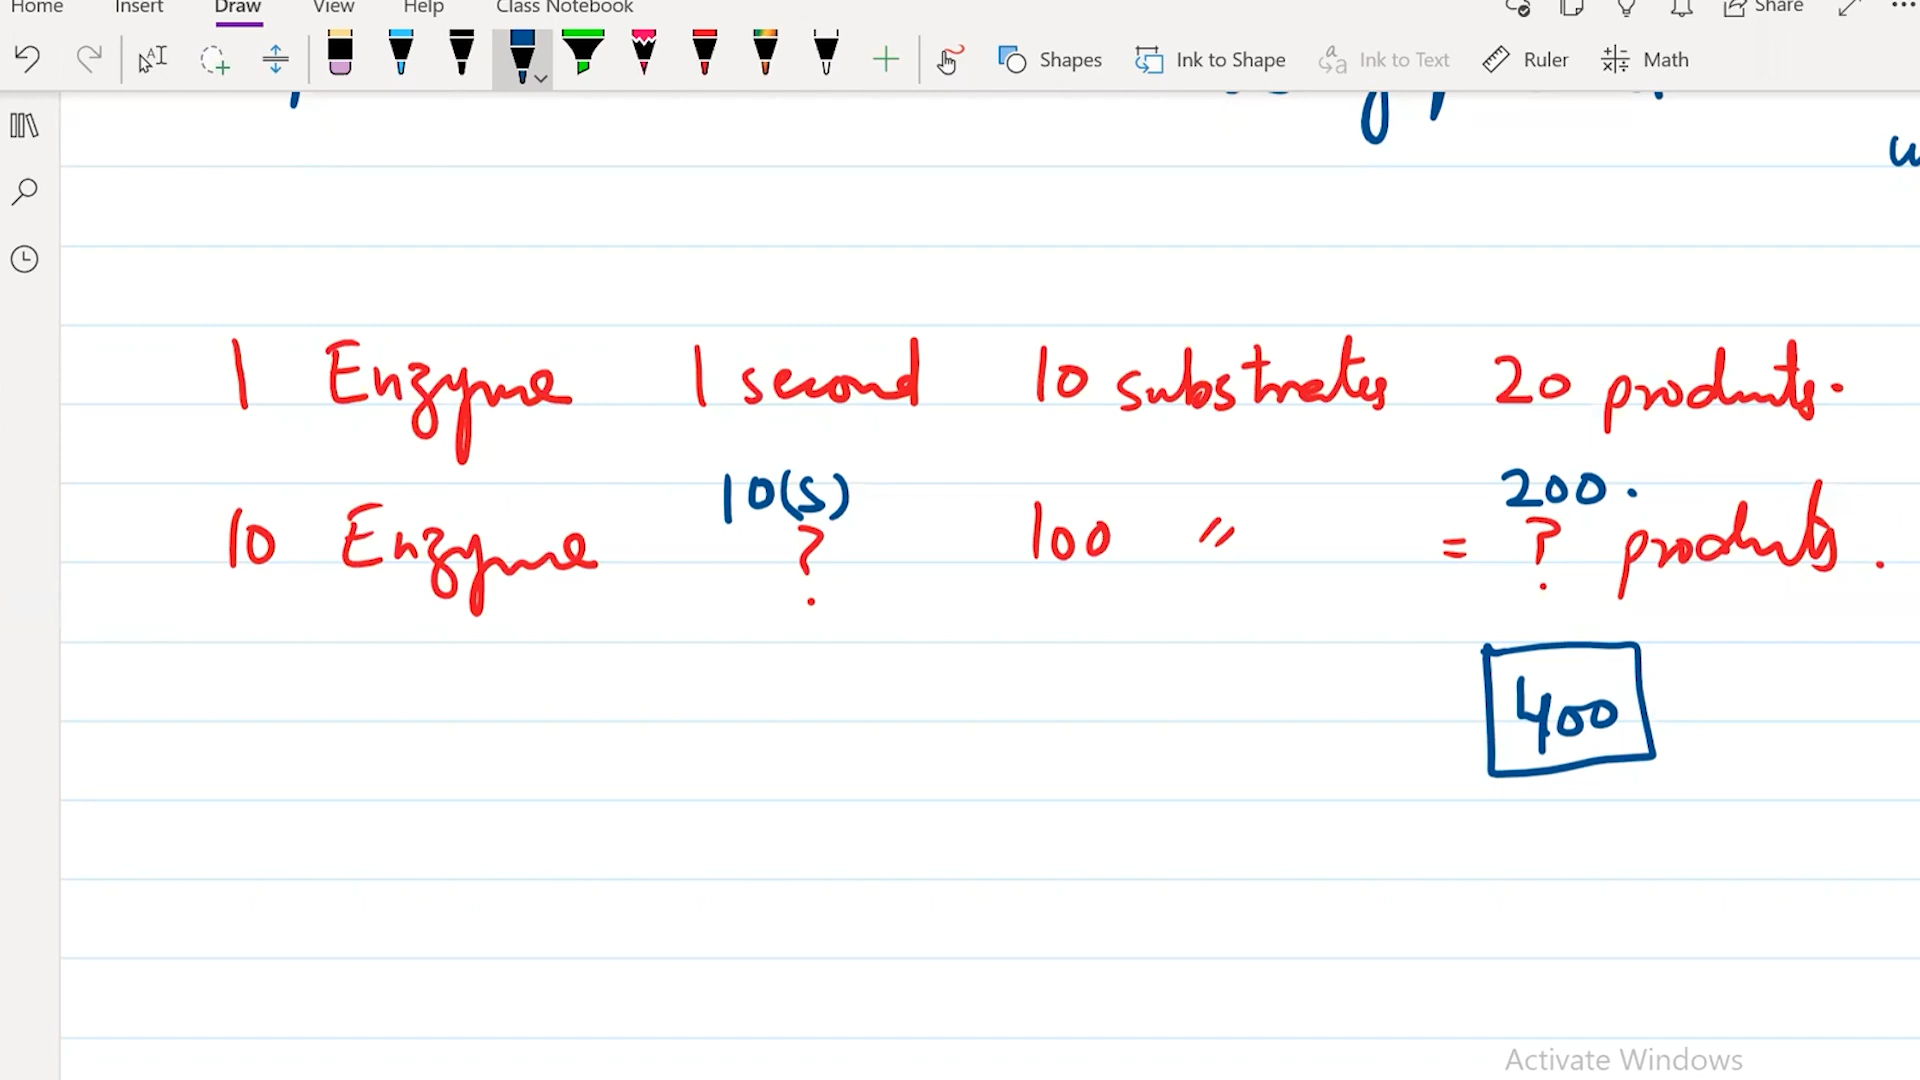 Home Insert Draw View Help Class Notebook Share
Shapes Ink to Shape Ink to Text Ruler Math
1 Enzyme 1 second 10 substrates 20 products.
10(s) 200.
10 Enzyme ? 100 〃 = ? products.
400
Activate Windows